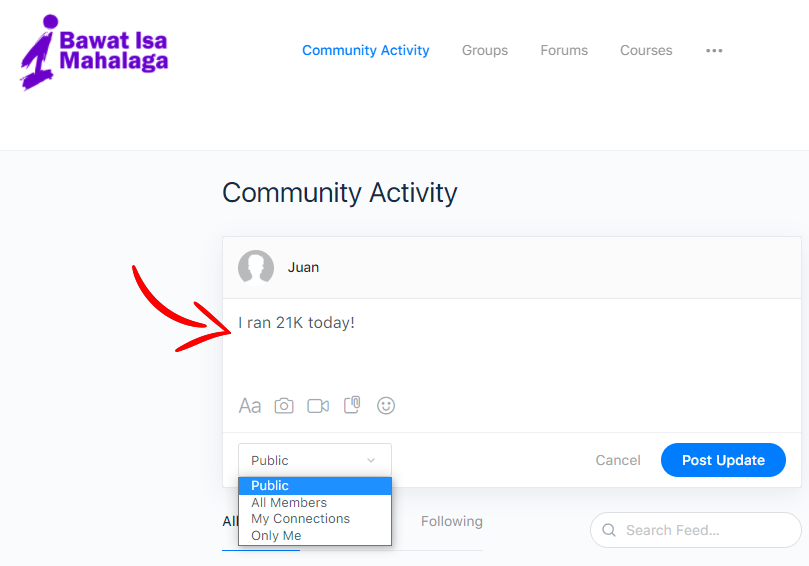 Bawat Isa
Mahalaga
Community Activity Groups Forums Courses
Community Activity
Juan
I ran 21K today!
Aa
Public Cancel Post Update
Public
All Members
My Connections
Only Me
All Following Search Feed...